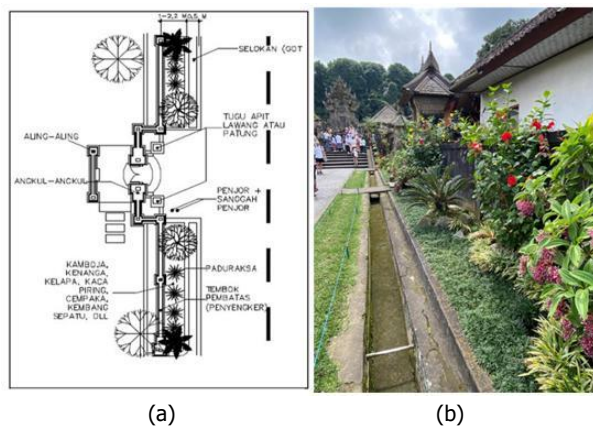 1-2,2 M 0,5 M
SELOKAN (GOT
TUGU APIT
LAWANG ATAU
PATUNG
ALING-ALING
ANGKUL-ANGKUL
PENJOR +
SANGGAH
PENJOR
KAMBOJA,
KENANGA,
KELAPA, KACA
PIRING,
CEMPAKA,
KEMBANG
SEPATU, DLL
PADURAKSA
TEMBOK
PEMBATAS
(PENYENGKER)
(a)
(b)